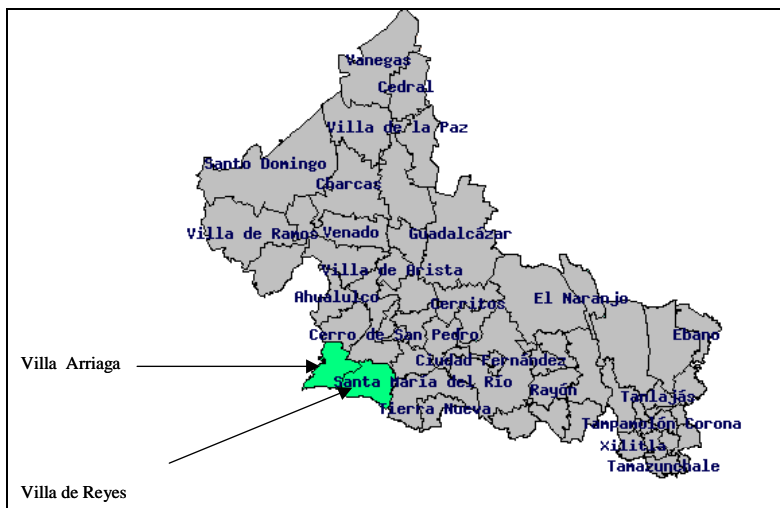 Vanegas
Cedral
Villa de la Paz
Santo Domingo
Charcas
Villa de Ramos
Venado
Guadalcázar
Villa de Arista
Ahualulco
Cerritos
El Naranjo
Cerro de San Pedro
Ebano
Villa Arriaga
Ciudad Fernández
Santa María del Río
Rayón
Tanlajás
Tierra Nueva
Tampamolón Corona
Xilitla
Tamazunchale
Villa de Reyes